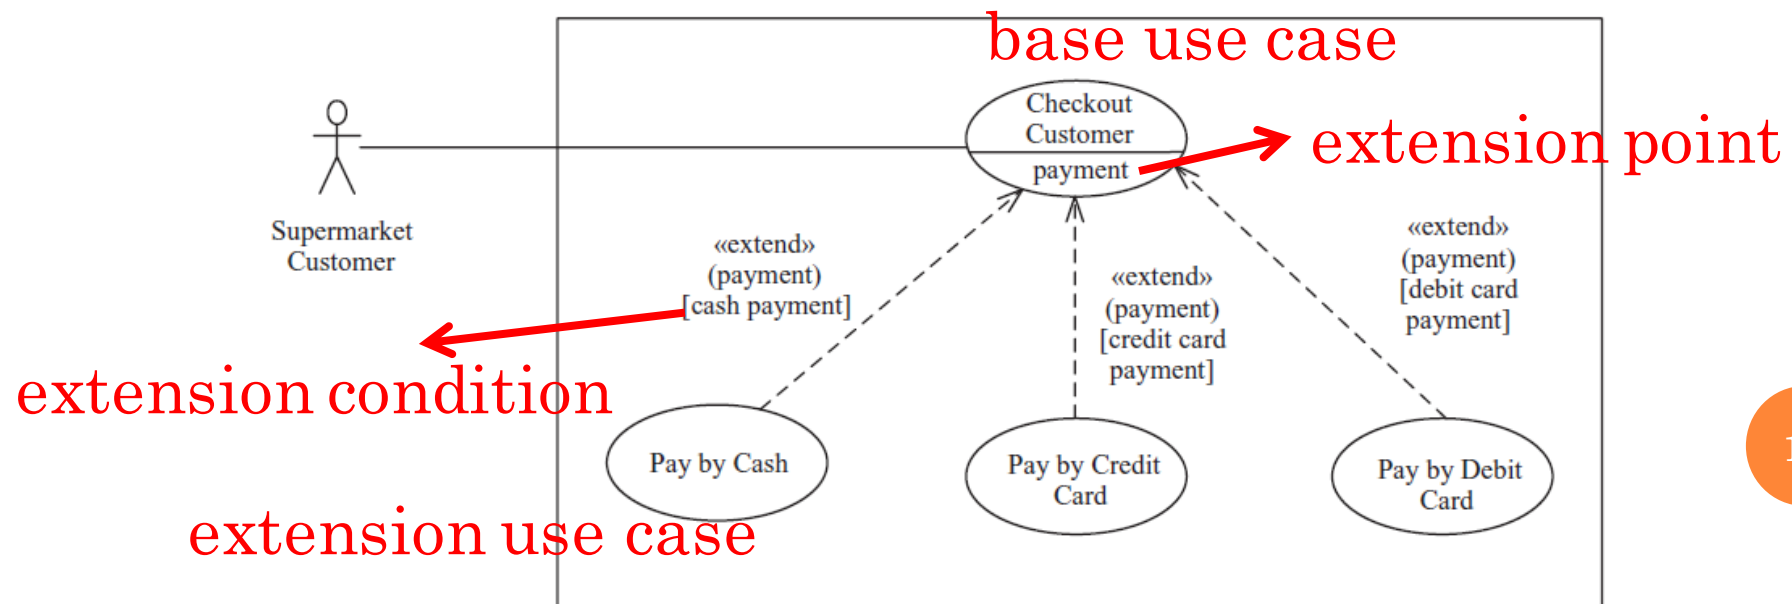 base use case
Checkout
Customer
payment
extension point
Supermarket
Customer
«extend»
(payment)
[cash payment]
«extend»
(payment)
[credit card
payment]
«extend»
(payment)
[debit card
payment]
extension condition
Pay by Cash
Pay by Credit
Card
Pay by Debit
Card
extension use case